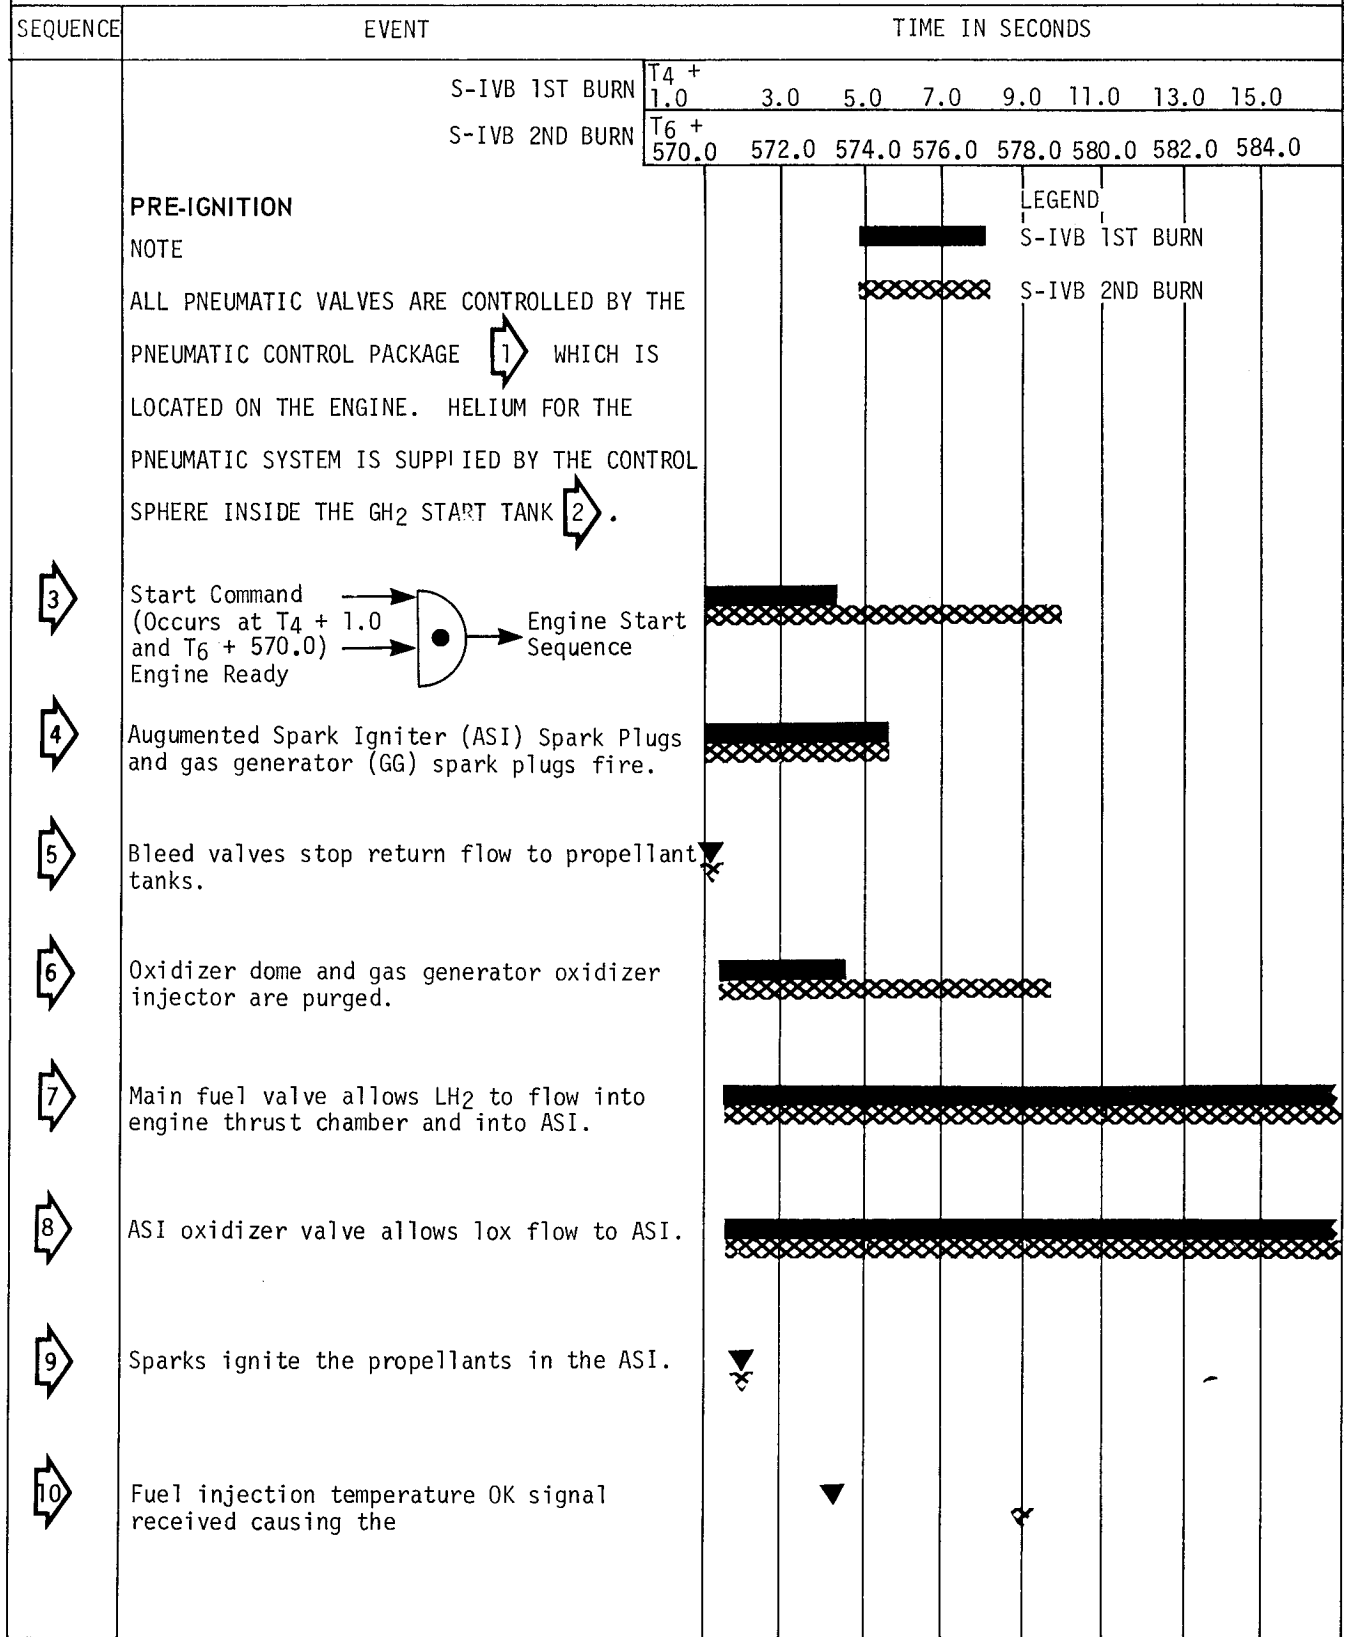 SEQUENCE EVENT TIME IN SECONDS
S-IVB 1ST BURN T4 + 1.0 3.0 5.0 7.0 9.0 11.0 13.0 15.0
S-IVB 2ND BURN T6 + 570.0 572.0 574.0 576.0 578.0 580.0 582.0 584.0
PRE-IGNITION
LEGEND
S-IVB 1ST BURN
S-IVB 2ND BURN
NOTE
ALL PNEUMATIC VALVES ARE CONTROLLED BY THE
PNEUMATIC CONTROL PACKAGE 1 WHICH IS
LOCATED ON THE ENGINE. HELIUM FOR THE
PNEUMATIC SYSTEM IS SUPPLIED BY THE CONTROL
SPHERE INSIDE THE GH2 START TANK 2 .
3 Start Command
(Occurs at T4 + 1.0
and T6 + 570.0)
Engine Ready
Engine Start
Sequence
4 Augumented Spark Igniter (ASI) Spark Plugs
and gas generator (GG) spark plugs fire.
5 Bleed valves stop return flow to propellant
tanks.
6 Oxidizer dome and gas generator oxidizer
injector are purged.
7 Main fuel valve allows LH2 to flow into
engine thrust chamber and into ASI.
8 ASI oxidizer valve allows lox flow to ASI.
9 Sparks ignite the propellants in the ASI.
10 Fuel injection temperature OK signal
received causing the